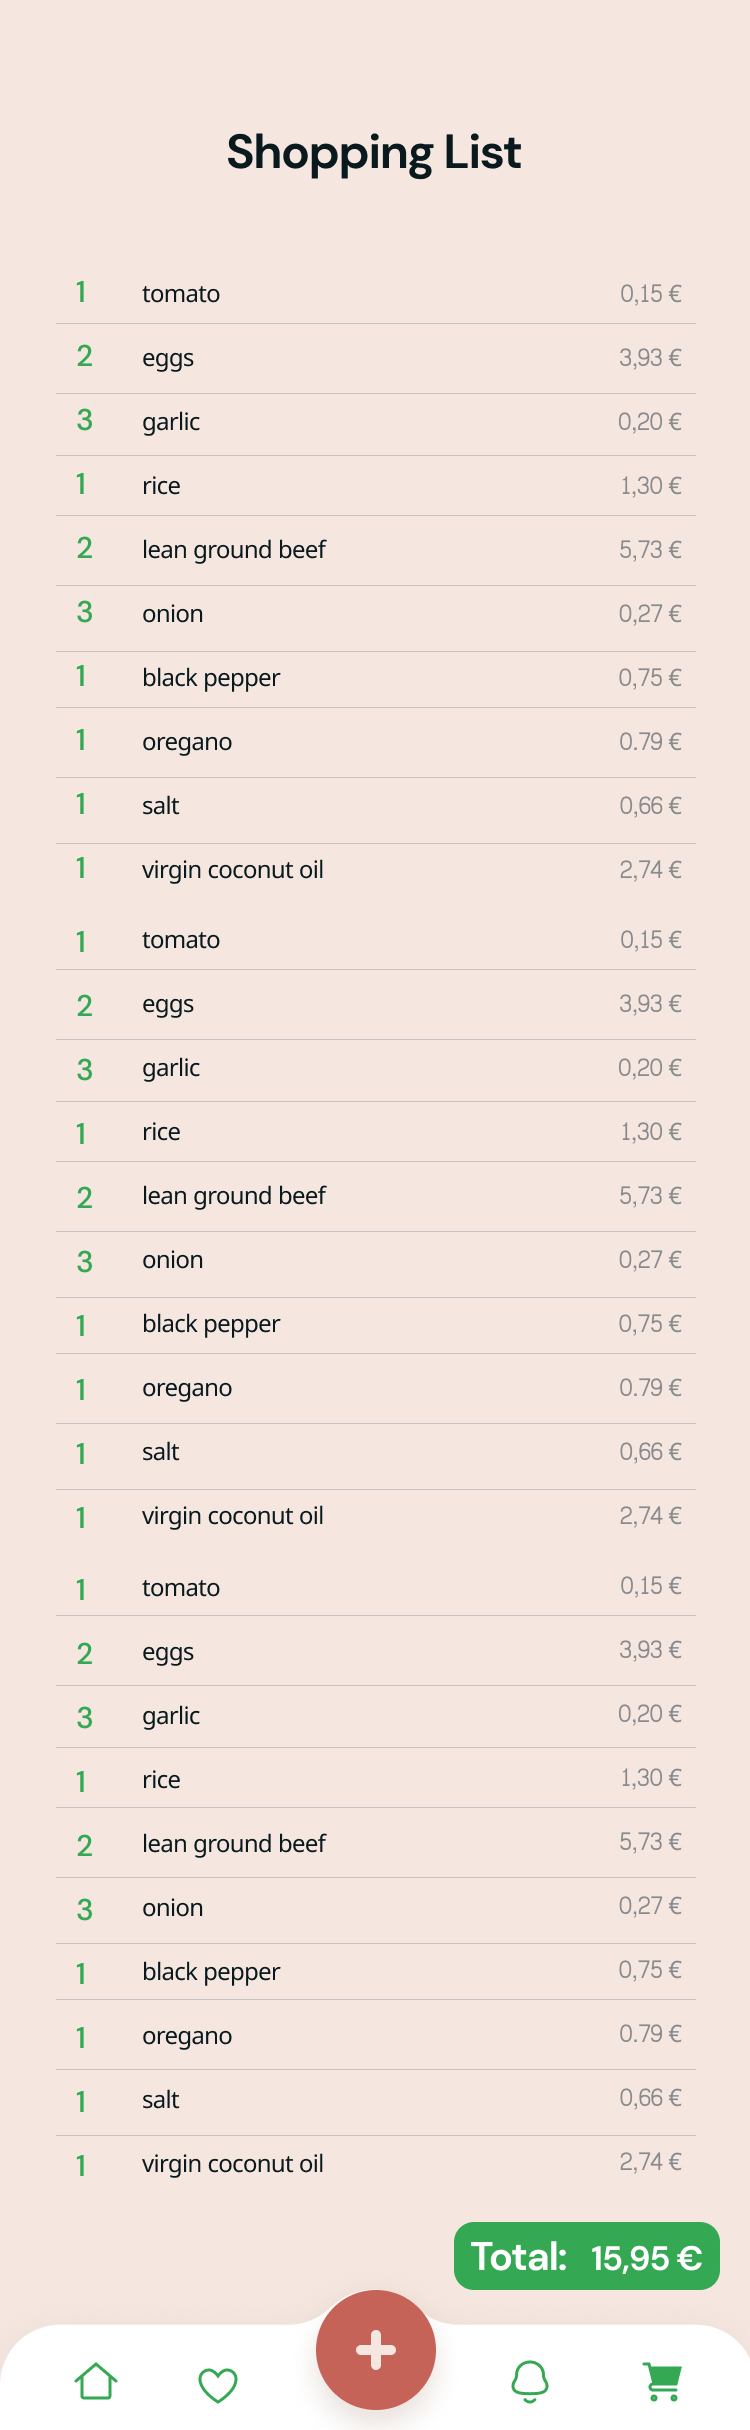 Shopping List
1 tomato 0,15 €
2 eggs 3,93 €
3 garlic 0,20 €
1 rice 1,30 €
2 lean ground beef 5,73 €
3 onion 0,27 €
1 black pepper 0,75 €
1 oregano 0.79 €
1 salt 0,66 €
1 virgin coconut oil 2,74 €
1 tomato 0,15 €
2 eggs 3,93 €
3 garlic 0,20 €
1 rice 1,30 €
2 lean ground beef 5,73 €
3 onion 0,27 €
1 black pepper 0,75 €
1 oregano 0.79 €
1 salt 0,66 €
1 virgin coconut oil 2,74 €
1 tomato 0,15 €
2 eggs 3,93 €
3 garlic 0,20 €
1 rice 1,30 €
2 lean ground beef 5,73 €
3 onion 0,27 €
1 black pepper 0,75 €
1 oregano 0.79 €
1 salt 0,66 €
1 virgin coconut oil 2,74 €
Total: 15,95 €